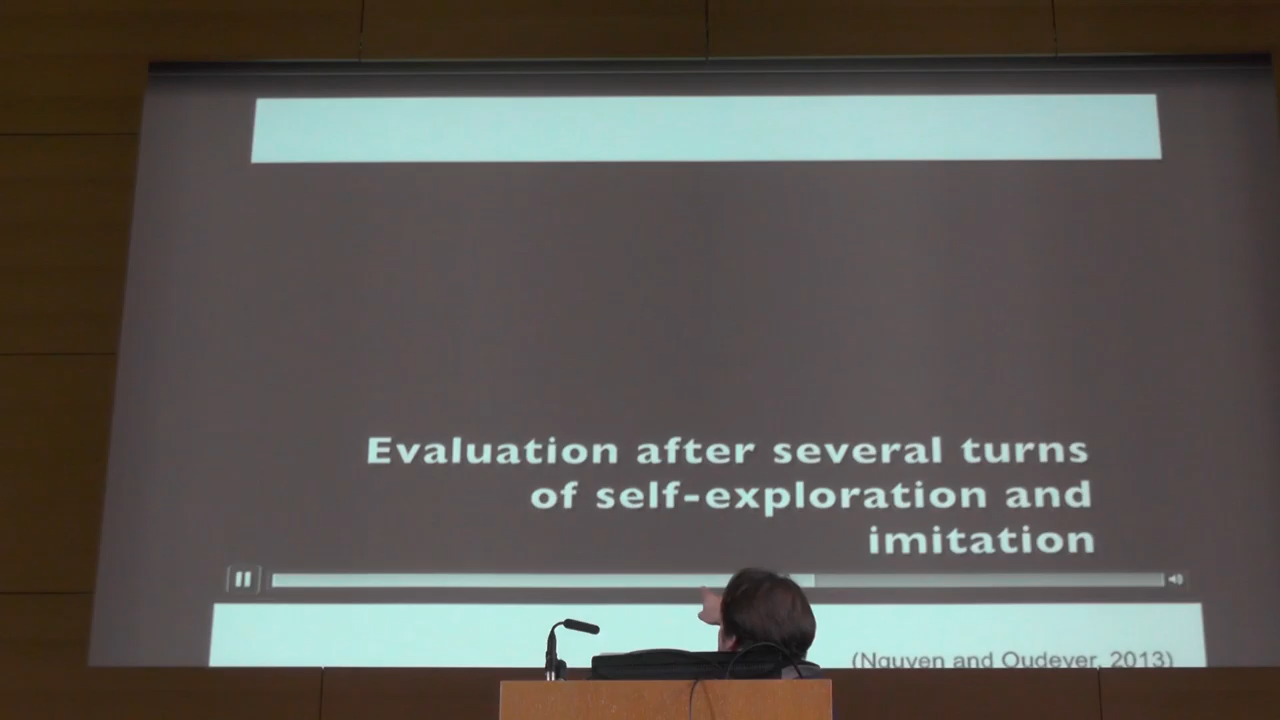 Evaluation after several turns
of self-exploration and
imitation
(Nguyen and Oudeyer, 2013)